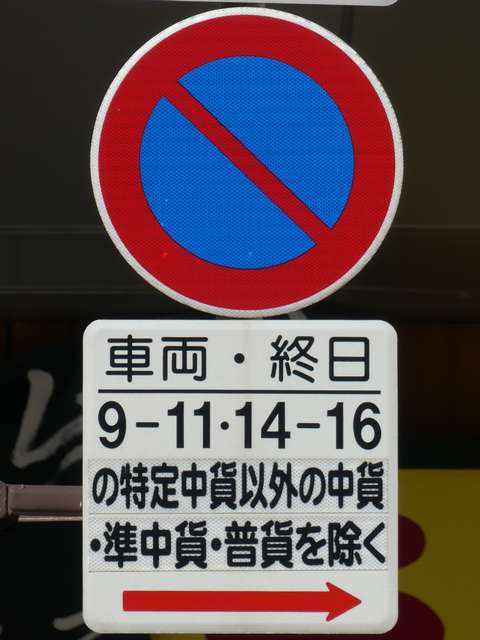 車両・終日
9-11・14-16
の特定中貨以外の中貨
・準中貨・普貨を除く